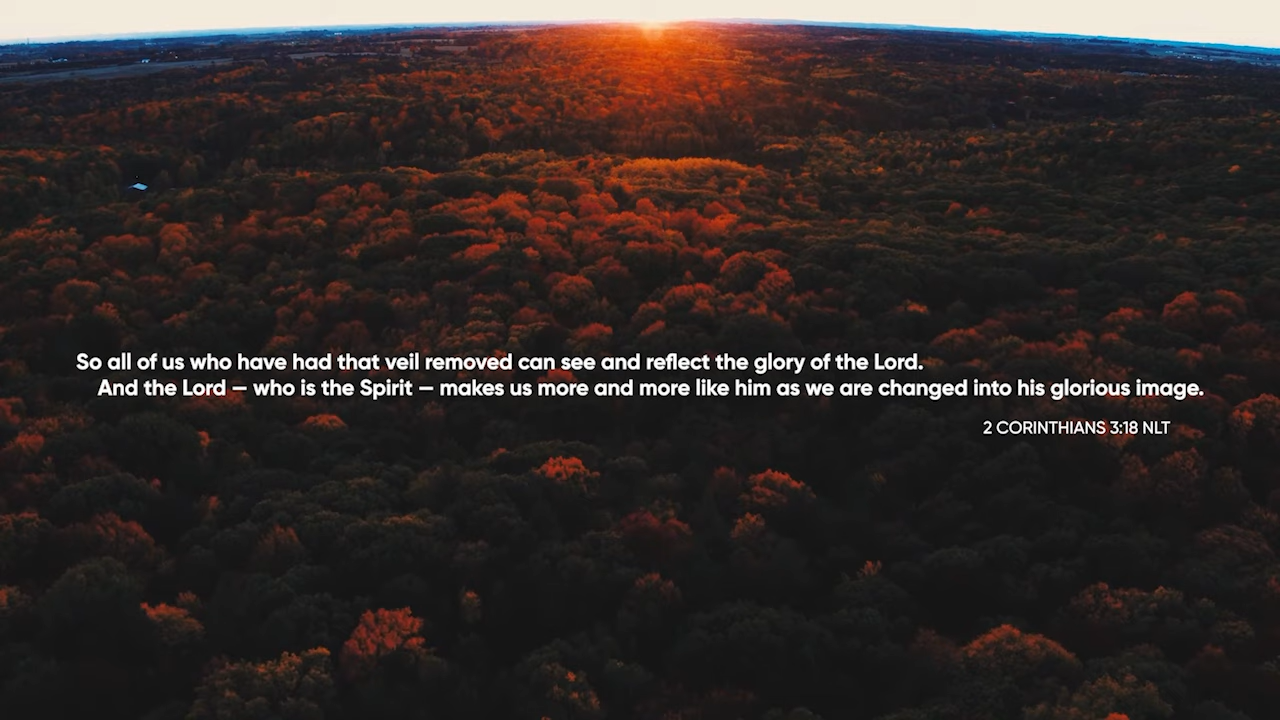 So all of us who have had that veil removed can see and reflect the glory of the Lord.
And the Lord – who is the Spirit – makes us more and more like him as we are changed into his glorious image.
2 CORINTHIANS 3:18 NLT